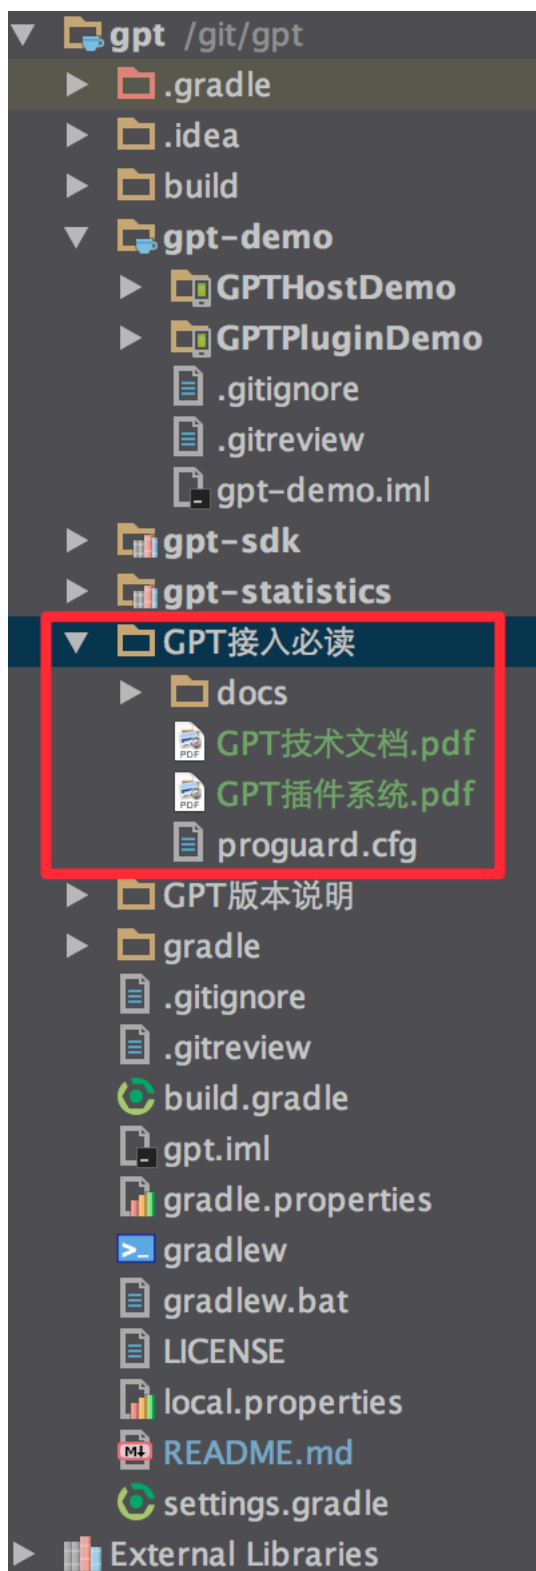 gpt /git/gpt
.gradle
.idea
build
gpt-demo
GPTHostDemo
GPTPluginDemo
.gitignore
.gitreview
gpt-demo.iml
gpt-sdk
gpt-statistics
GPT接入必读
docs
GPT技术文档.pdf
GPT插件系统.pdf
proguard.cfg
GPT版本说明
gradle
.gitignore
.gitreview
build.gradle
gpt.iml
gradle.properties
gradlew
gradlew.bat
LICENSE
local.properties
README.md
settings.gradle
External Libraries